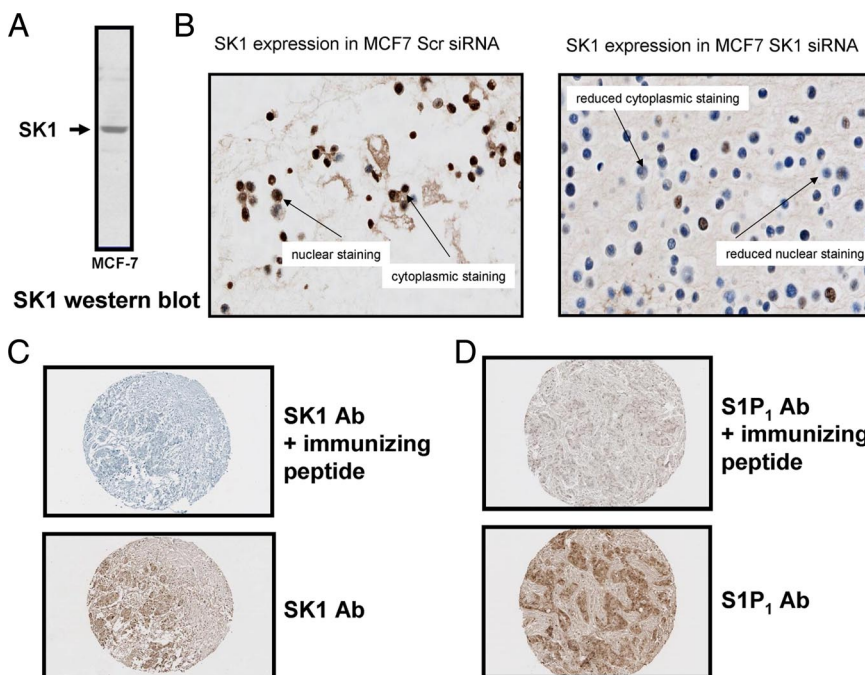 A
SK1
MCF-7
SK1 western blot
B
SK1 expression in MCF7 Scr siRNA
nuclear staining
cytoplasmic staining
SK1 expression in MCF7 SK1 siRNA
reduced cytoplasmic staining
reduced nuclear staining
C
SK1 Ab
+ immunizing
peptide
SK1 Ab
D
S1P₁ Ab
+ immunizing
peptide
S1P₁ Ab